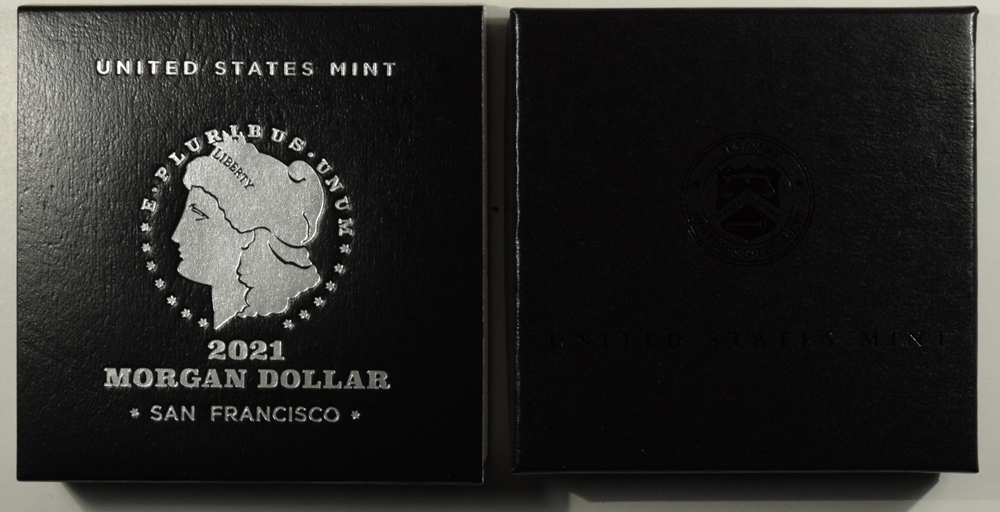 UNITED STATES MINT
E·PLURIBUS·UNUM
LIBERTY
2021
MORGAN DOLLAR
* SAN FRANCISCO *
UNITED STATES MINT